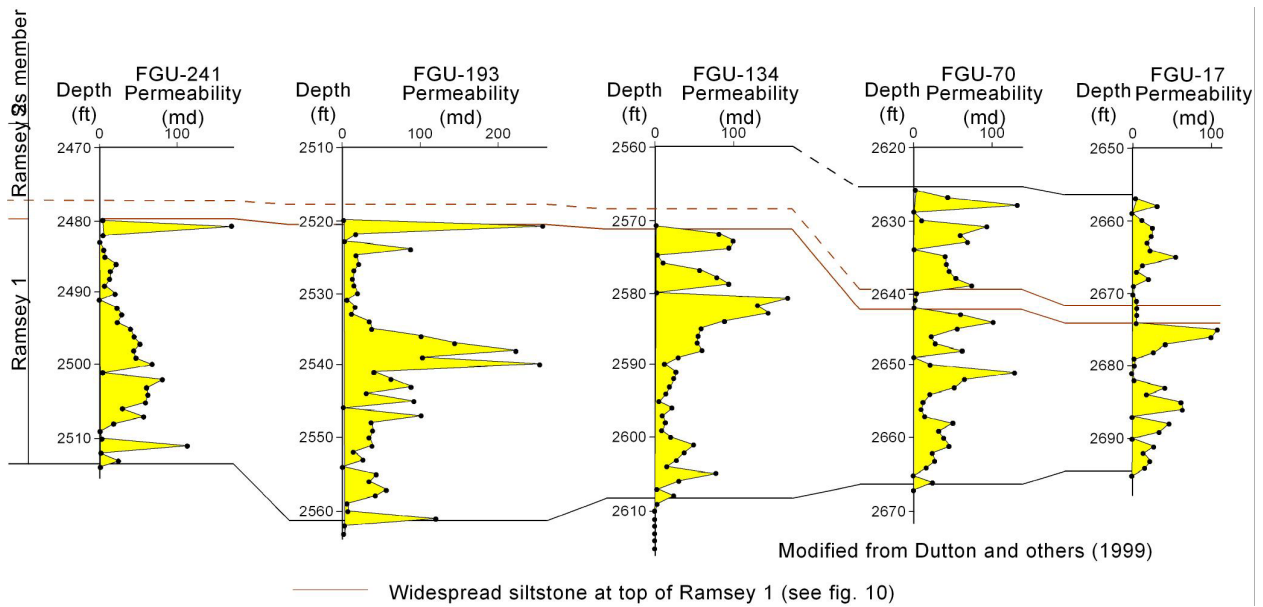 FGU-241
Depth Permeability
(ft) (md)
0 100
2470
2480
2490
2500
2510
FGU-193
Depth Permeability
(ft) (md)
0 100 200
2510
2520
2530
2540
2550
2560
FGU-134
Depth Permeability
(ft) (md)
0 100
2560
2570
2580
2590
2600
2610
FGU-70
Depth Permeability
(ft) (md)
0 100
2620
2630
2640
2650
2660
2670
FGU-17
Depth Permeability
(ft) (md)
0 100
2650
2660
2670
2680
2690
Ramsey
member
Ramsey 1
Modified from Dutton and others (1999)
Widespread siltstone at top of Ramsey 1 (see fig. 10)